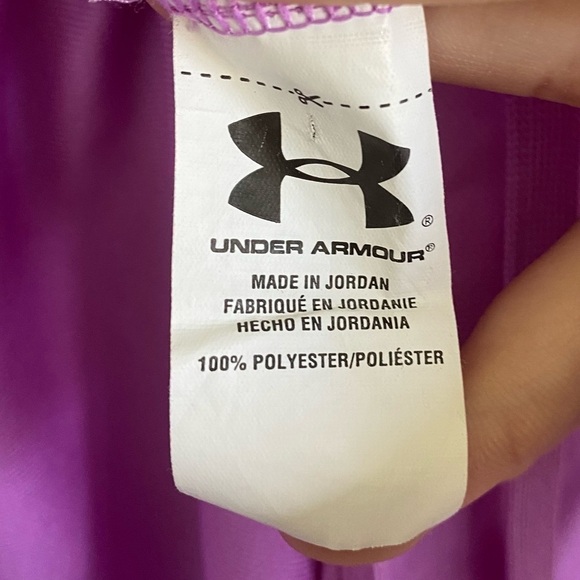 ®
UNDER ARMOUR®
MADE IN JORDAN
FABRIQUÉ EN JORDANIE
HECHO EN JORDANIA
100% POLYESTER/POLIÉSTER